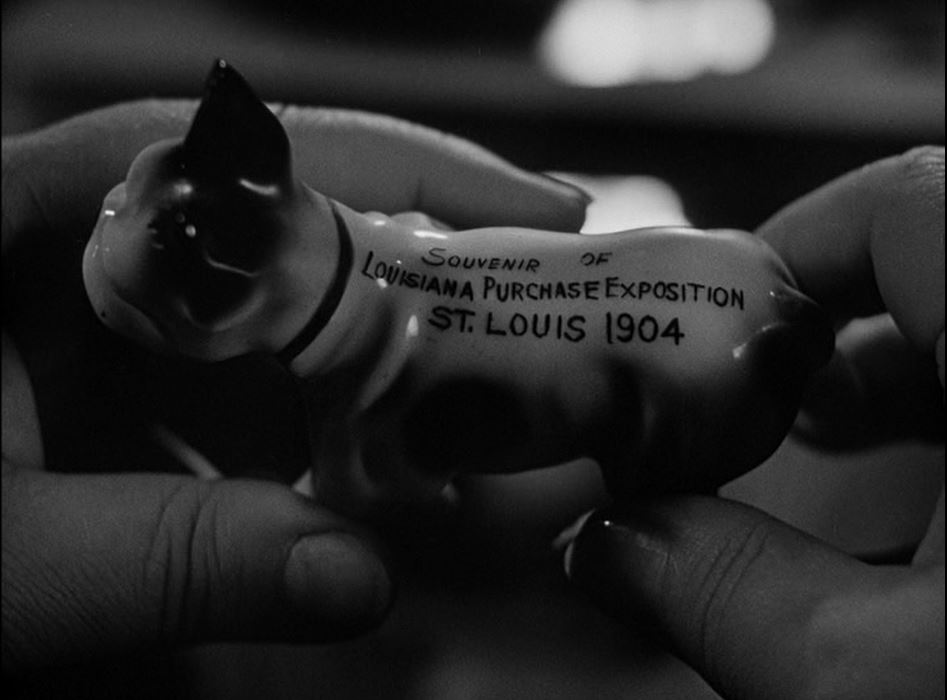 SOUVENIR OF
LOUISIANA PURCHASE EXPOSITION
ST. LOUIS 1904